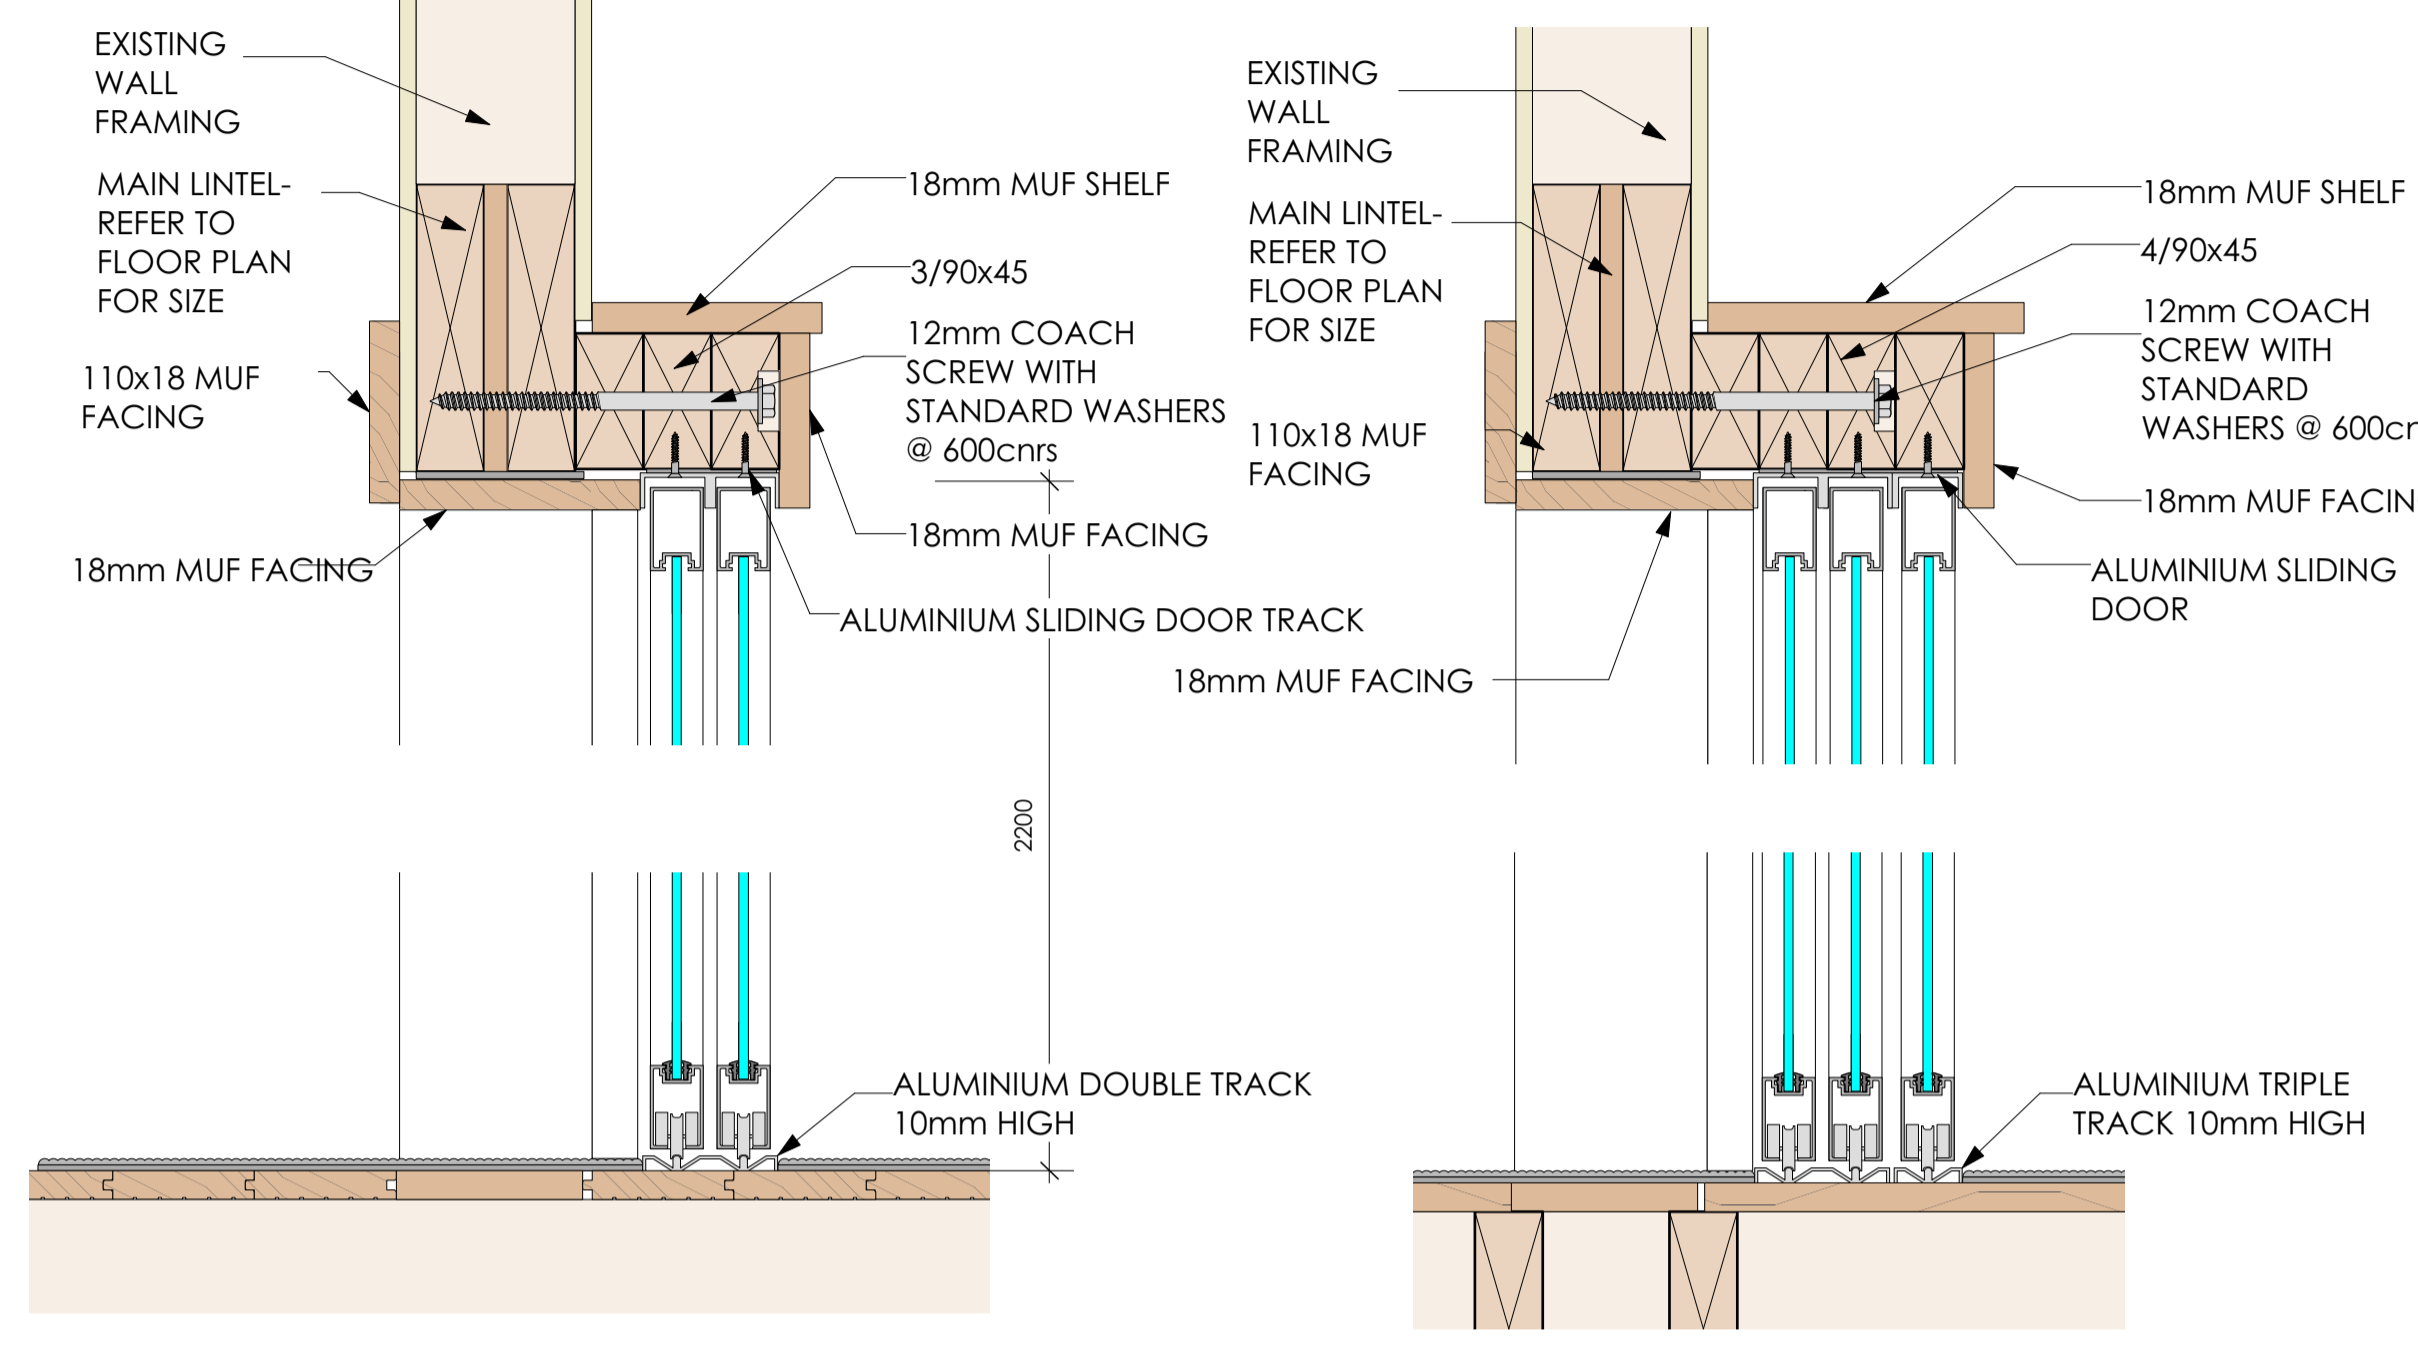 EXISTING
WALL
FRAMING
MAIN LINTEL-
REFER TO
FLOOR PLAN
FOR SIZE
110x18 MUF
FACING
18mm MUF FACING
18mm MUF SHELF
3/90x45
12mm COACH
SCREW WITH
STANDARD WASHERS
@ 600cnrs
18mm MUF FACING
ALUMINIUM SLIDING DOOR TRACK
2200
ALUMINIUM DOUBLE TRACK
10mm HIGH
EXISTING
WALL
FRAMING
MAIN LINTEL-
REFER TO
FLOOR PLAN
FOR SIZE
110x18 MUF
FACING
18mm MUF FACING
18mm MUF SHELF
4/90x45
12mm COACH
SCREW WITH
STANDARD
WASHERS @ 600cr
18mm MUF FACIN
ALUMINIUM SLIDING
DOOR
ALUMINIUM TRIPLE
TRACK 10mm HIGH